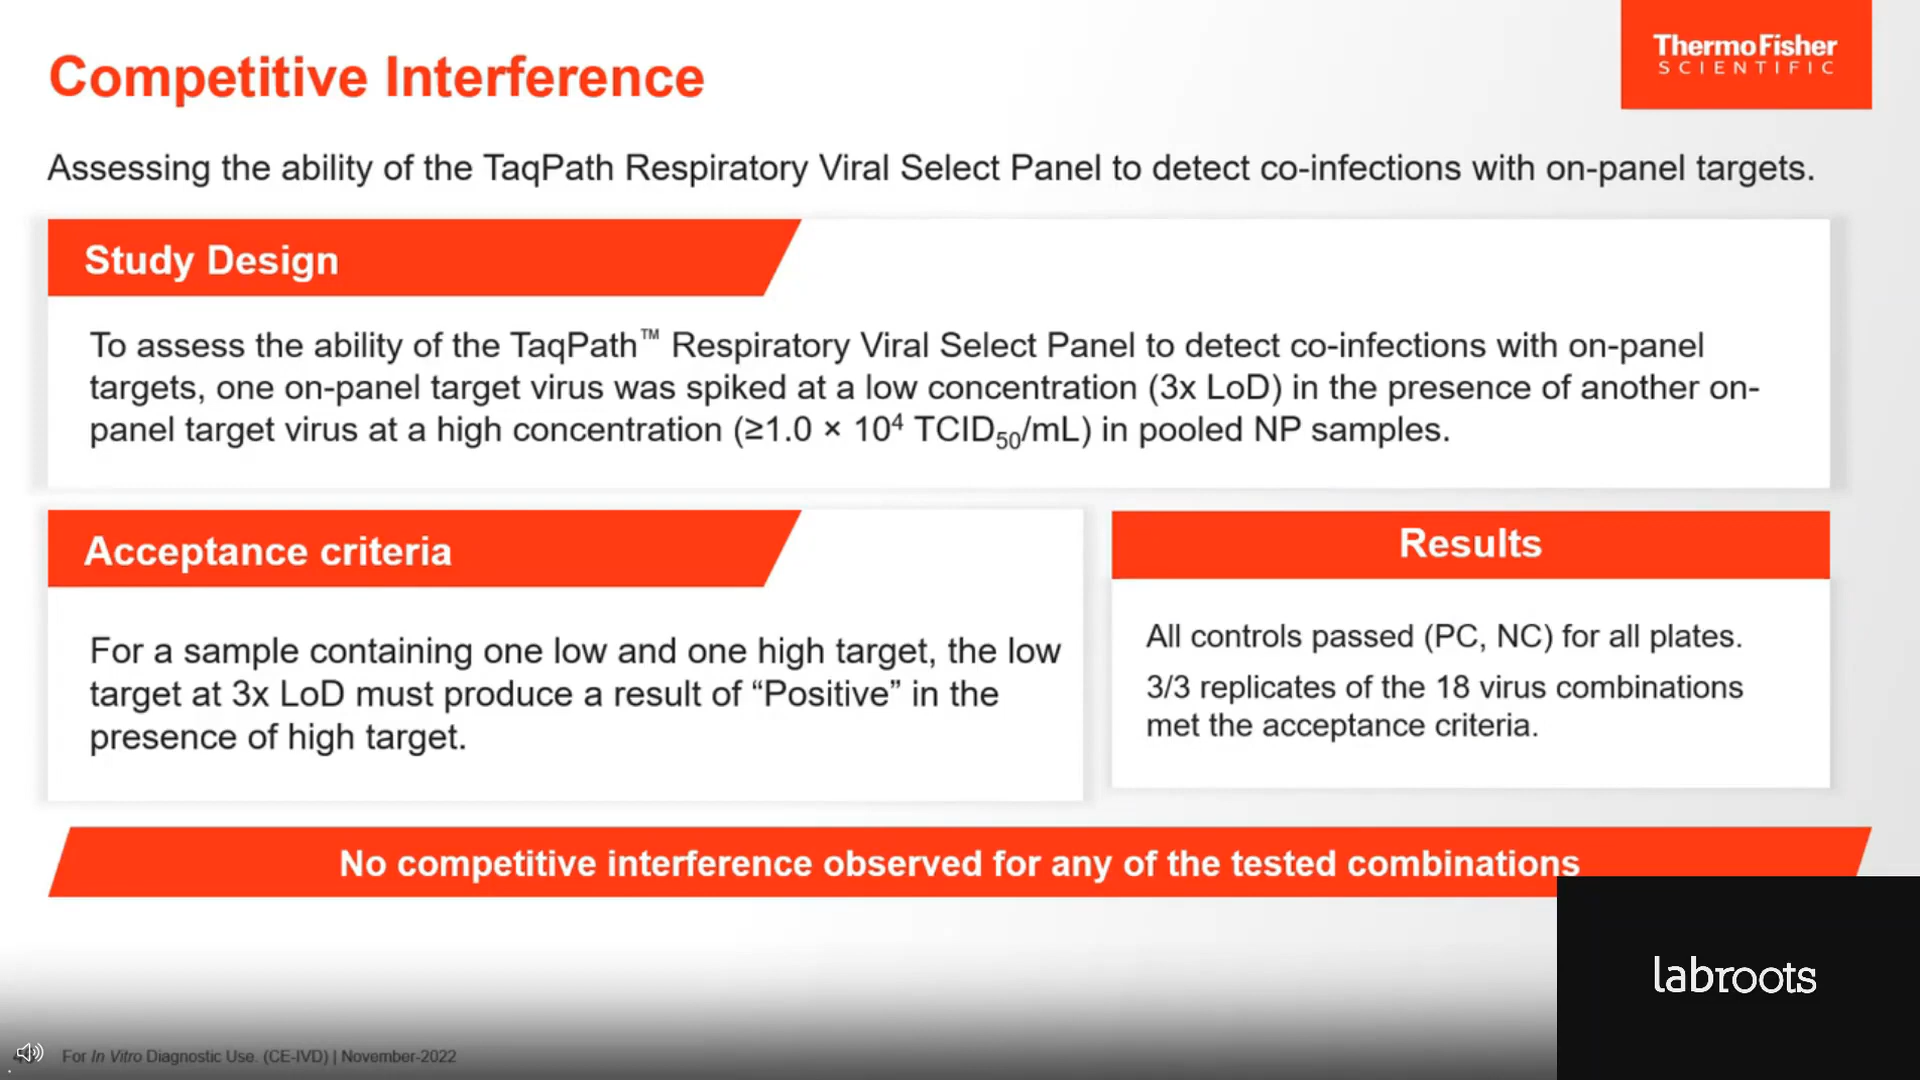 ThermoFisher
SCIENTIFIC
Competitive Interference
Assessing the ability of the TaqPath Respiratory Viral Select Panel to detect co-infections with on-panel targets.
Study Design
To assess the ability of the TaqPath™ Respiratory Viral Select Panel to detect co-infections with on-panel
targets, one on-panel target virus was spiked at a low concentration (3x LoD) in the presence of another on-
panel target virus at a high concentration (≥1.0 × 10⁴ TCID₅₀/mL) in pooled NP samples.
Acceptance criteria
For a sample containing one low and one high target, the low
target at 3x LoD must produce a result of “Positive” in the
presence of high target.
Results
All controls passed (PC, NC) for all plates.
3/3 replicates of the 18 virus combinations
met the acceptance criteria.
No competitive interference observed for any of the tested combinations
labroots
For In Vitro Diagnostic Use. (CE-IVD) | November-2022